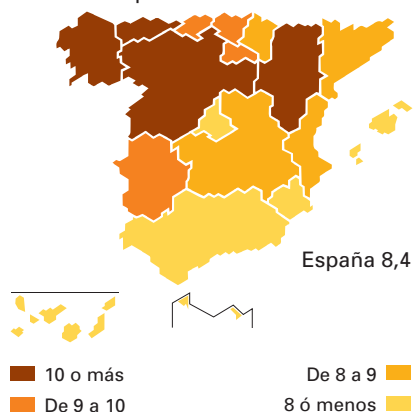 España 8,4
10 o más
De 8 a 9
De 9 a 10
8 ó menos